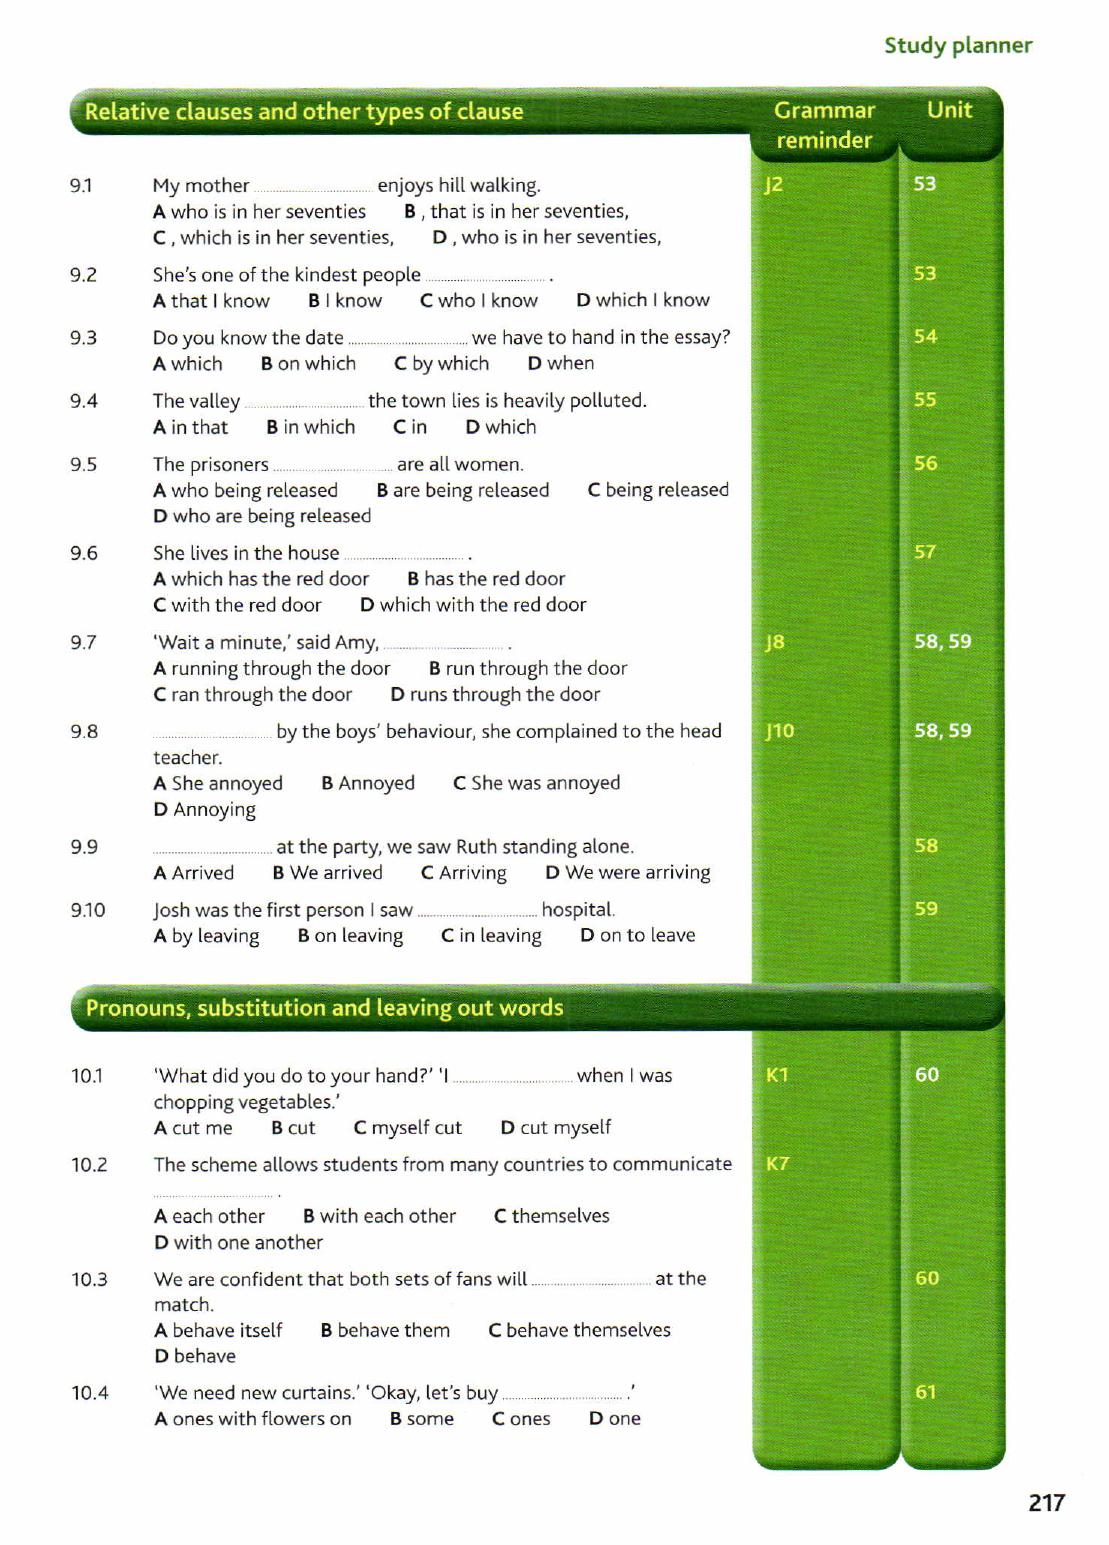 Study planner
Relative clauses and other types of clause Grammar reminder Unit
9.1 My mother .................... enjoys hill walking. J2 53
A who is in her seventies B , that is in her seventies,
C , which is in her seventies, D , who is in her seventies,
9.2 She's one of the kindest people .................... . 53
A that I know B I know C who I know D which I know
9.3 Do you know the date .................... we have to hand in the essay? 54
A which B on which C by which D when
9.4 The valley .................... the town lies is heavily polluted. 55
A in that B in which C in D which
9.5 The prisoners .................... are all women. 56
A who being released B are being released C being released
D who are being released
9.6 She lives in the house .................... . 57
A which has the red door B has the red door
C with the red door D which with the red door
9.7 'Wait a minute,' said Amy, .................... . J8 58, 59
A running through the door B run through the door
C ran through the door D runs through the door
9.8 .................... by the boys' behaviour, she complained to the head J10 58, 59
teacher.
A She annoyed B Annoyed C She was annoyed
D Annoying
9.9 .................... at the party, we saw Ruth standing alone. 58
A Arrived B We arrived C Arriving D We were arriving
9.10 Josh was the first person I saw .................... hospital. 59
A by leaving B on leaving C in leaving D on to leave
Pronouns, substitution and leaving out words
10.1 'What did you do to your hand?' 'I .................... when I was K1 60
chopping vegetables.'
A cut me B cut C myself cut D cut myself
10.2 The scheme allows students from many countries to communicate K7
.................... .
A each other B with each other C themselves
D with one another
10.3 We are confident that both sets of fans will .................... at the 60
match.
A behave itself B behave them C behave themselves
D behave
10.4 'We need new curtains.' 'Okay, let's buy .................... .' 61
A ones with flowers on B some C ones D one
217